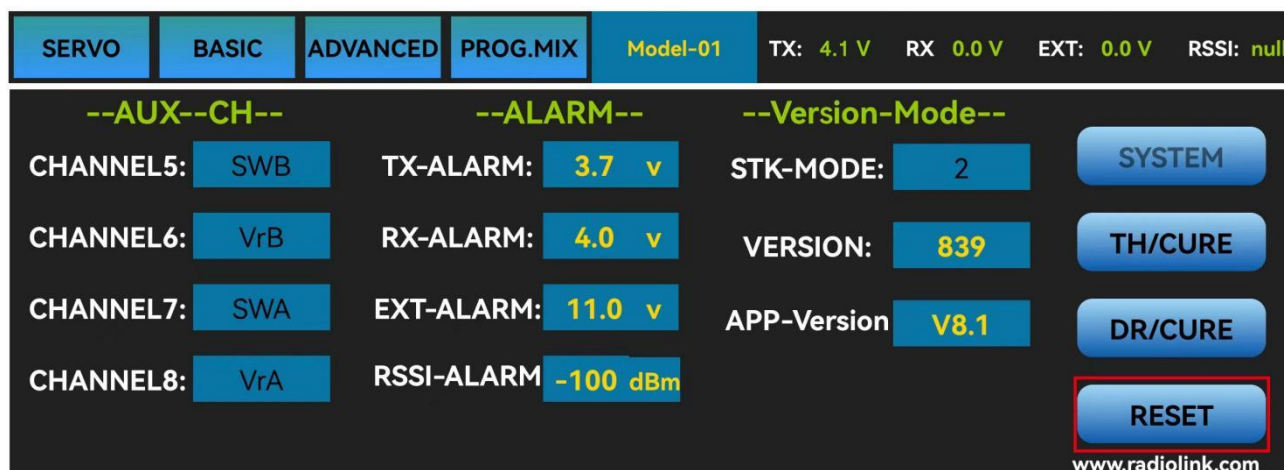 SERVO BASIC ADVANCED PROG.MIX Model-01 TX: 4.1 V RX 0.0 V EXT: 0.0 V RSSI: null
--AUX--CH-- --ALARM-- --Version-Mode--
CHANNEL5: SWB TX-ALARM: 3.7 v STK-MODE: 2 SYSTEM
CHANNEL6: VrB RX-ALARM: 4.0 v VERSION: 839 TH/CURE
CHANNEL7: SWA EXT-ALARM: 11.0 v APP-Version V8.1 DR/CURE
CHANNEL8: VrA RSSI-ALARM -100 dBm RESET
www.radiolink.com